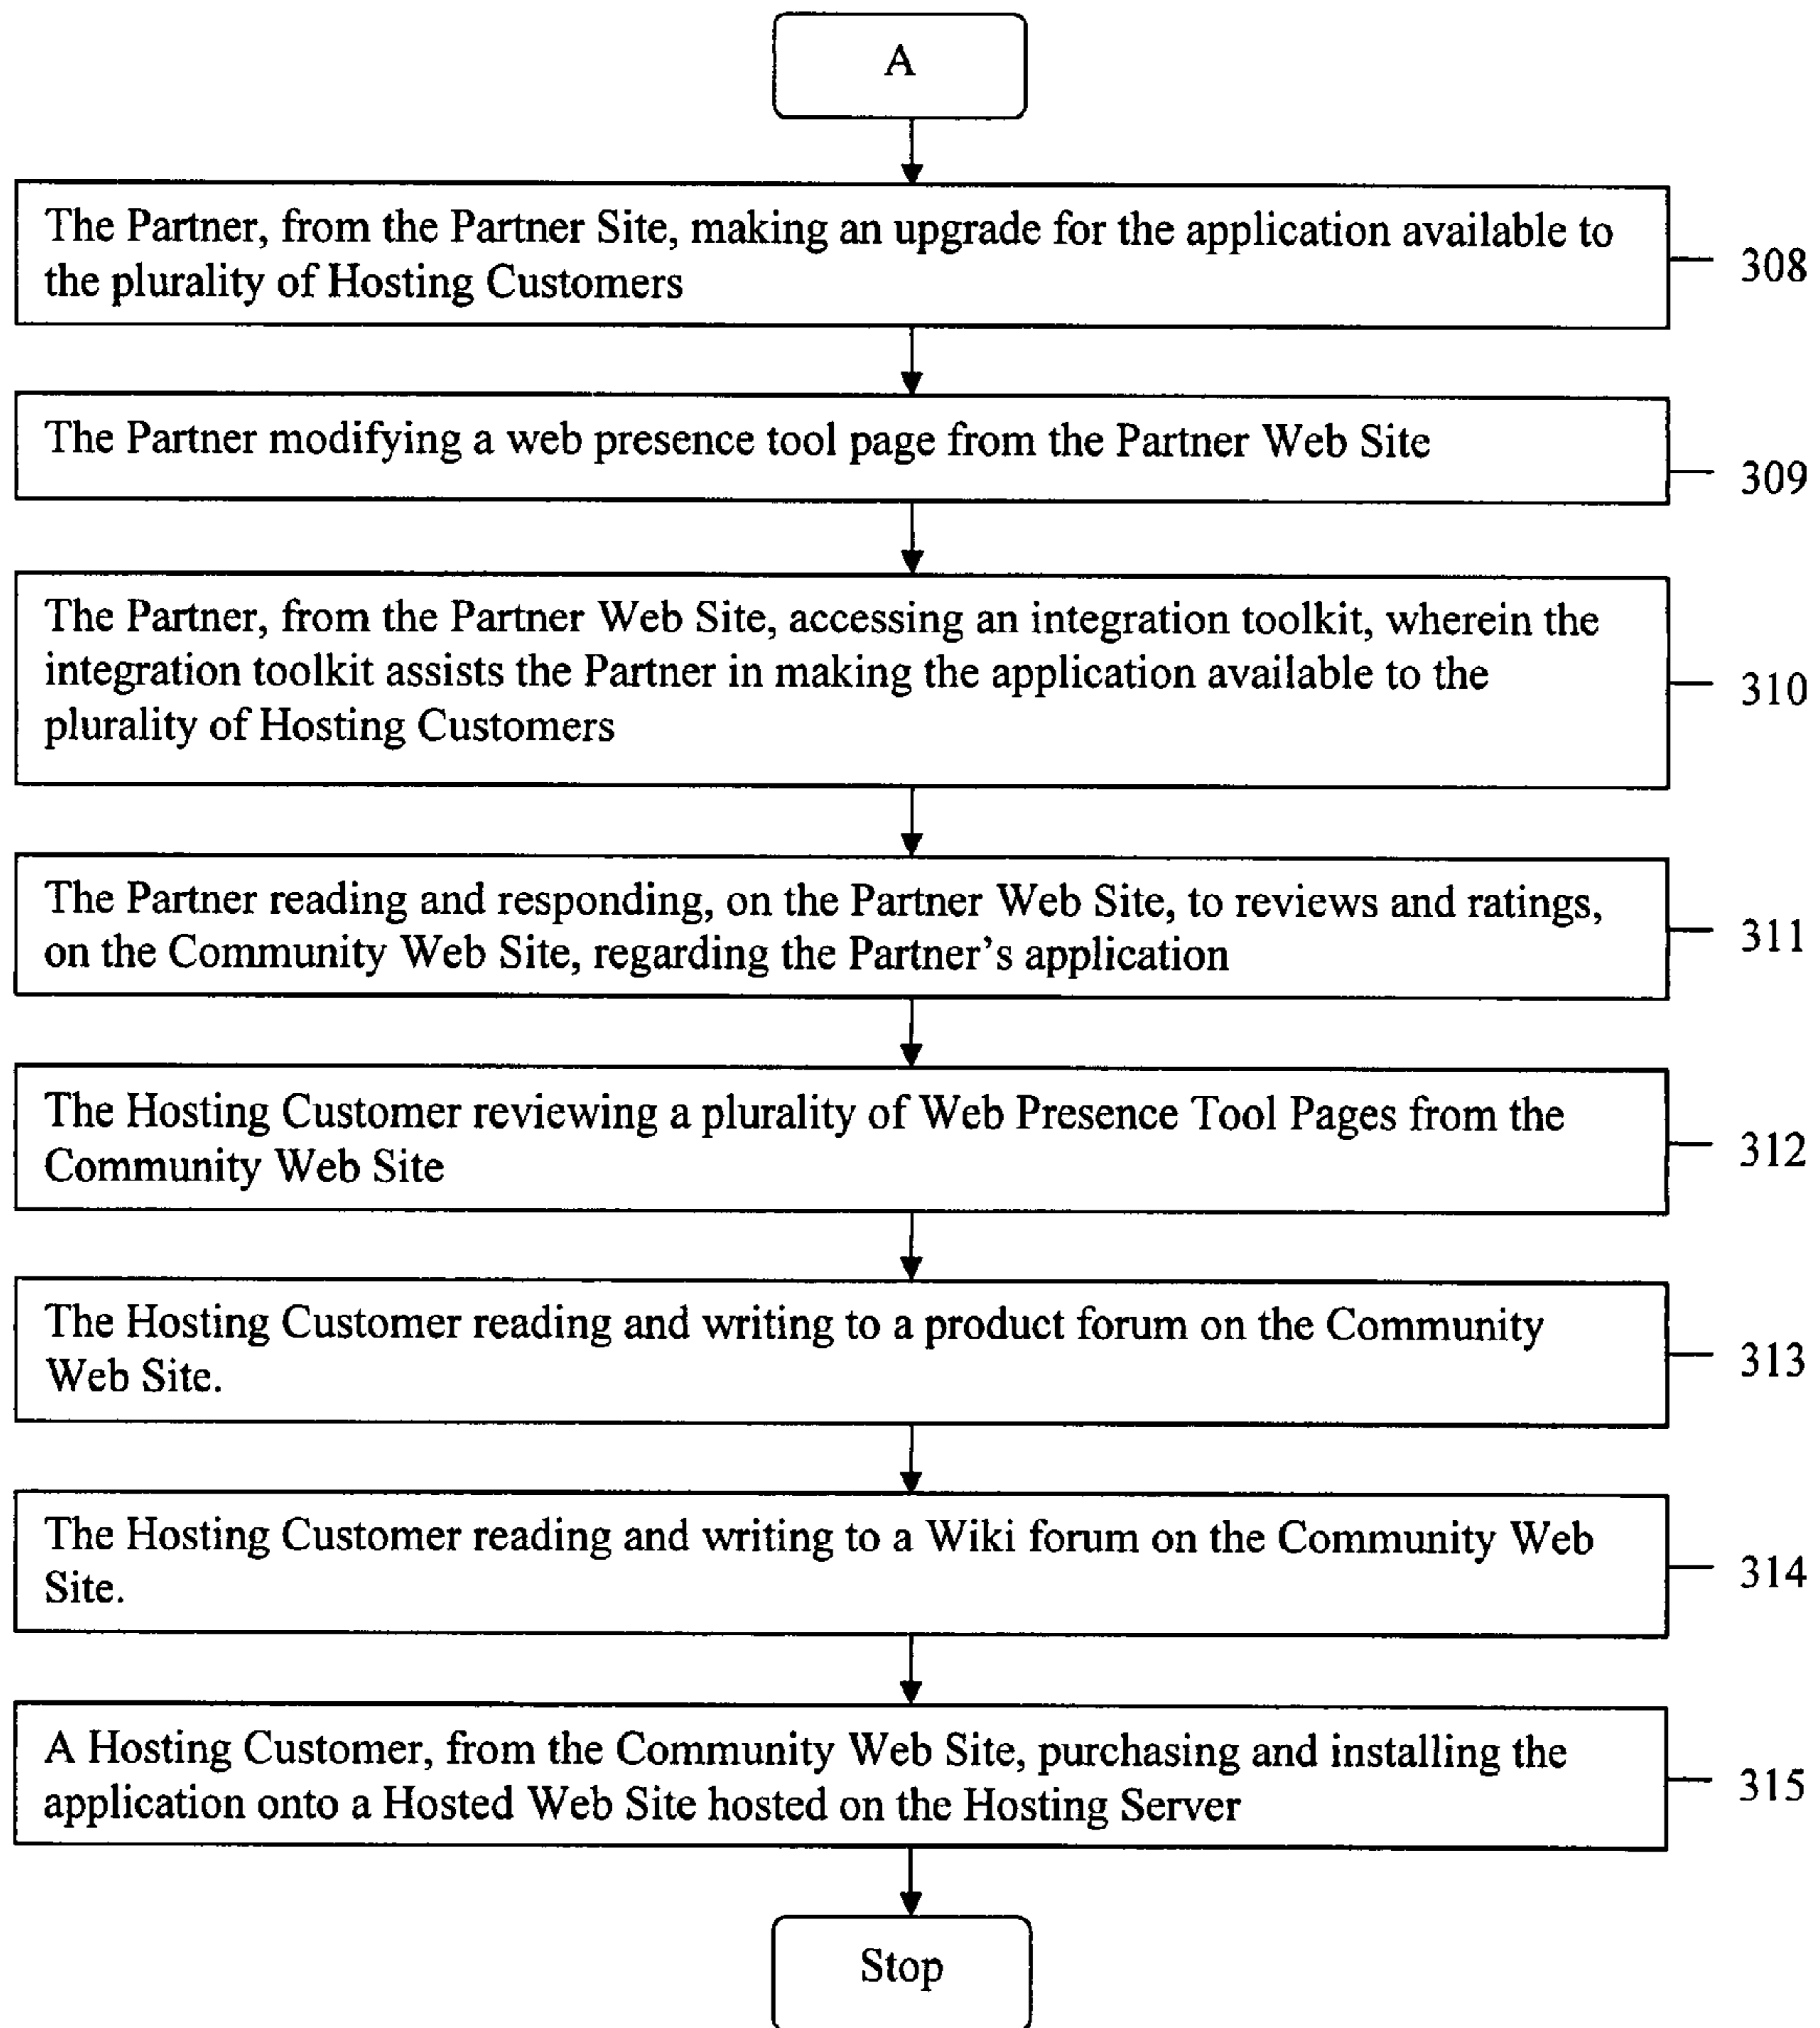 A
The Partner, from the Partner Site, making an upgrade for the application available to
the plurality of Hosting Customers
308
The Partner modifying a web presence tool page from the Partner Web Site
309
The Partner, from the Partner Web Site, accessing an integration toolkit, wherein the
integration toolkit assists the Partner in making the application available to the
plurality of Hosting Customers
310
The Partner reading and responding, on the Partner Web Site, to reviews and ratings,
on the Community Web Site, regarding the Partner's application
311
The Hosting Customer reviewing a plurality of Web Presence Tool Pages from the
Community Web Site
312
The Hosting Customer reading and writing to a product forum on the Community
Web Site.
313
The Hosting Customer reading and writing to a Wiki forum on the Community Web
Site.
314
A Hosting Customer, from the Community Web Site, purchasing and installing the
application onto a Hosted Web Site hosted on the Hosting Server
315
Stop